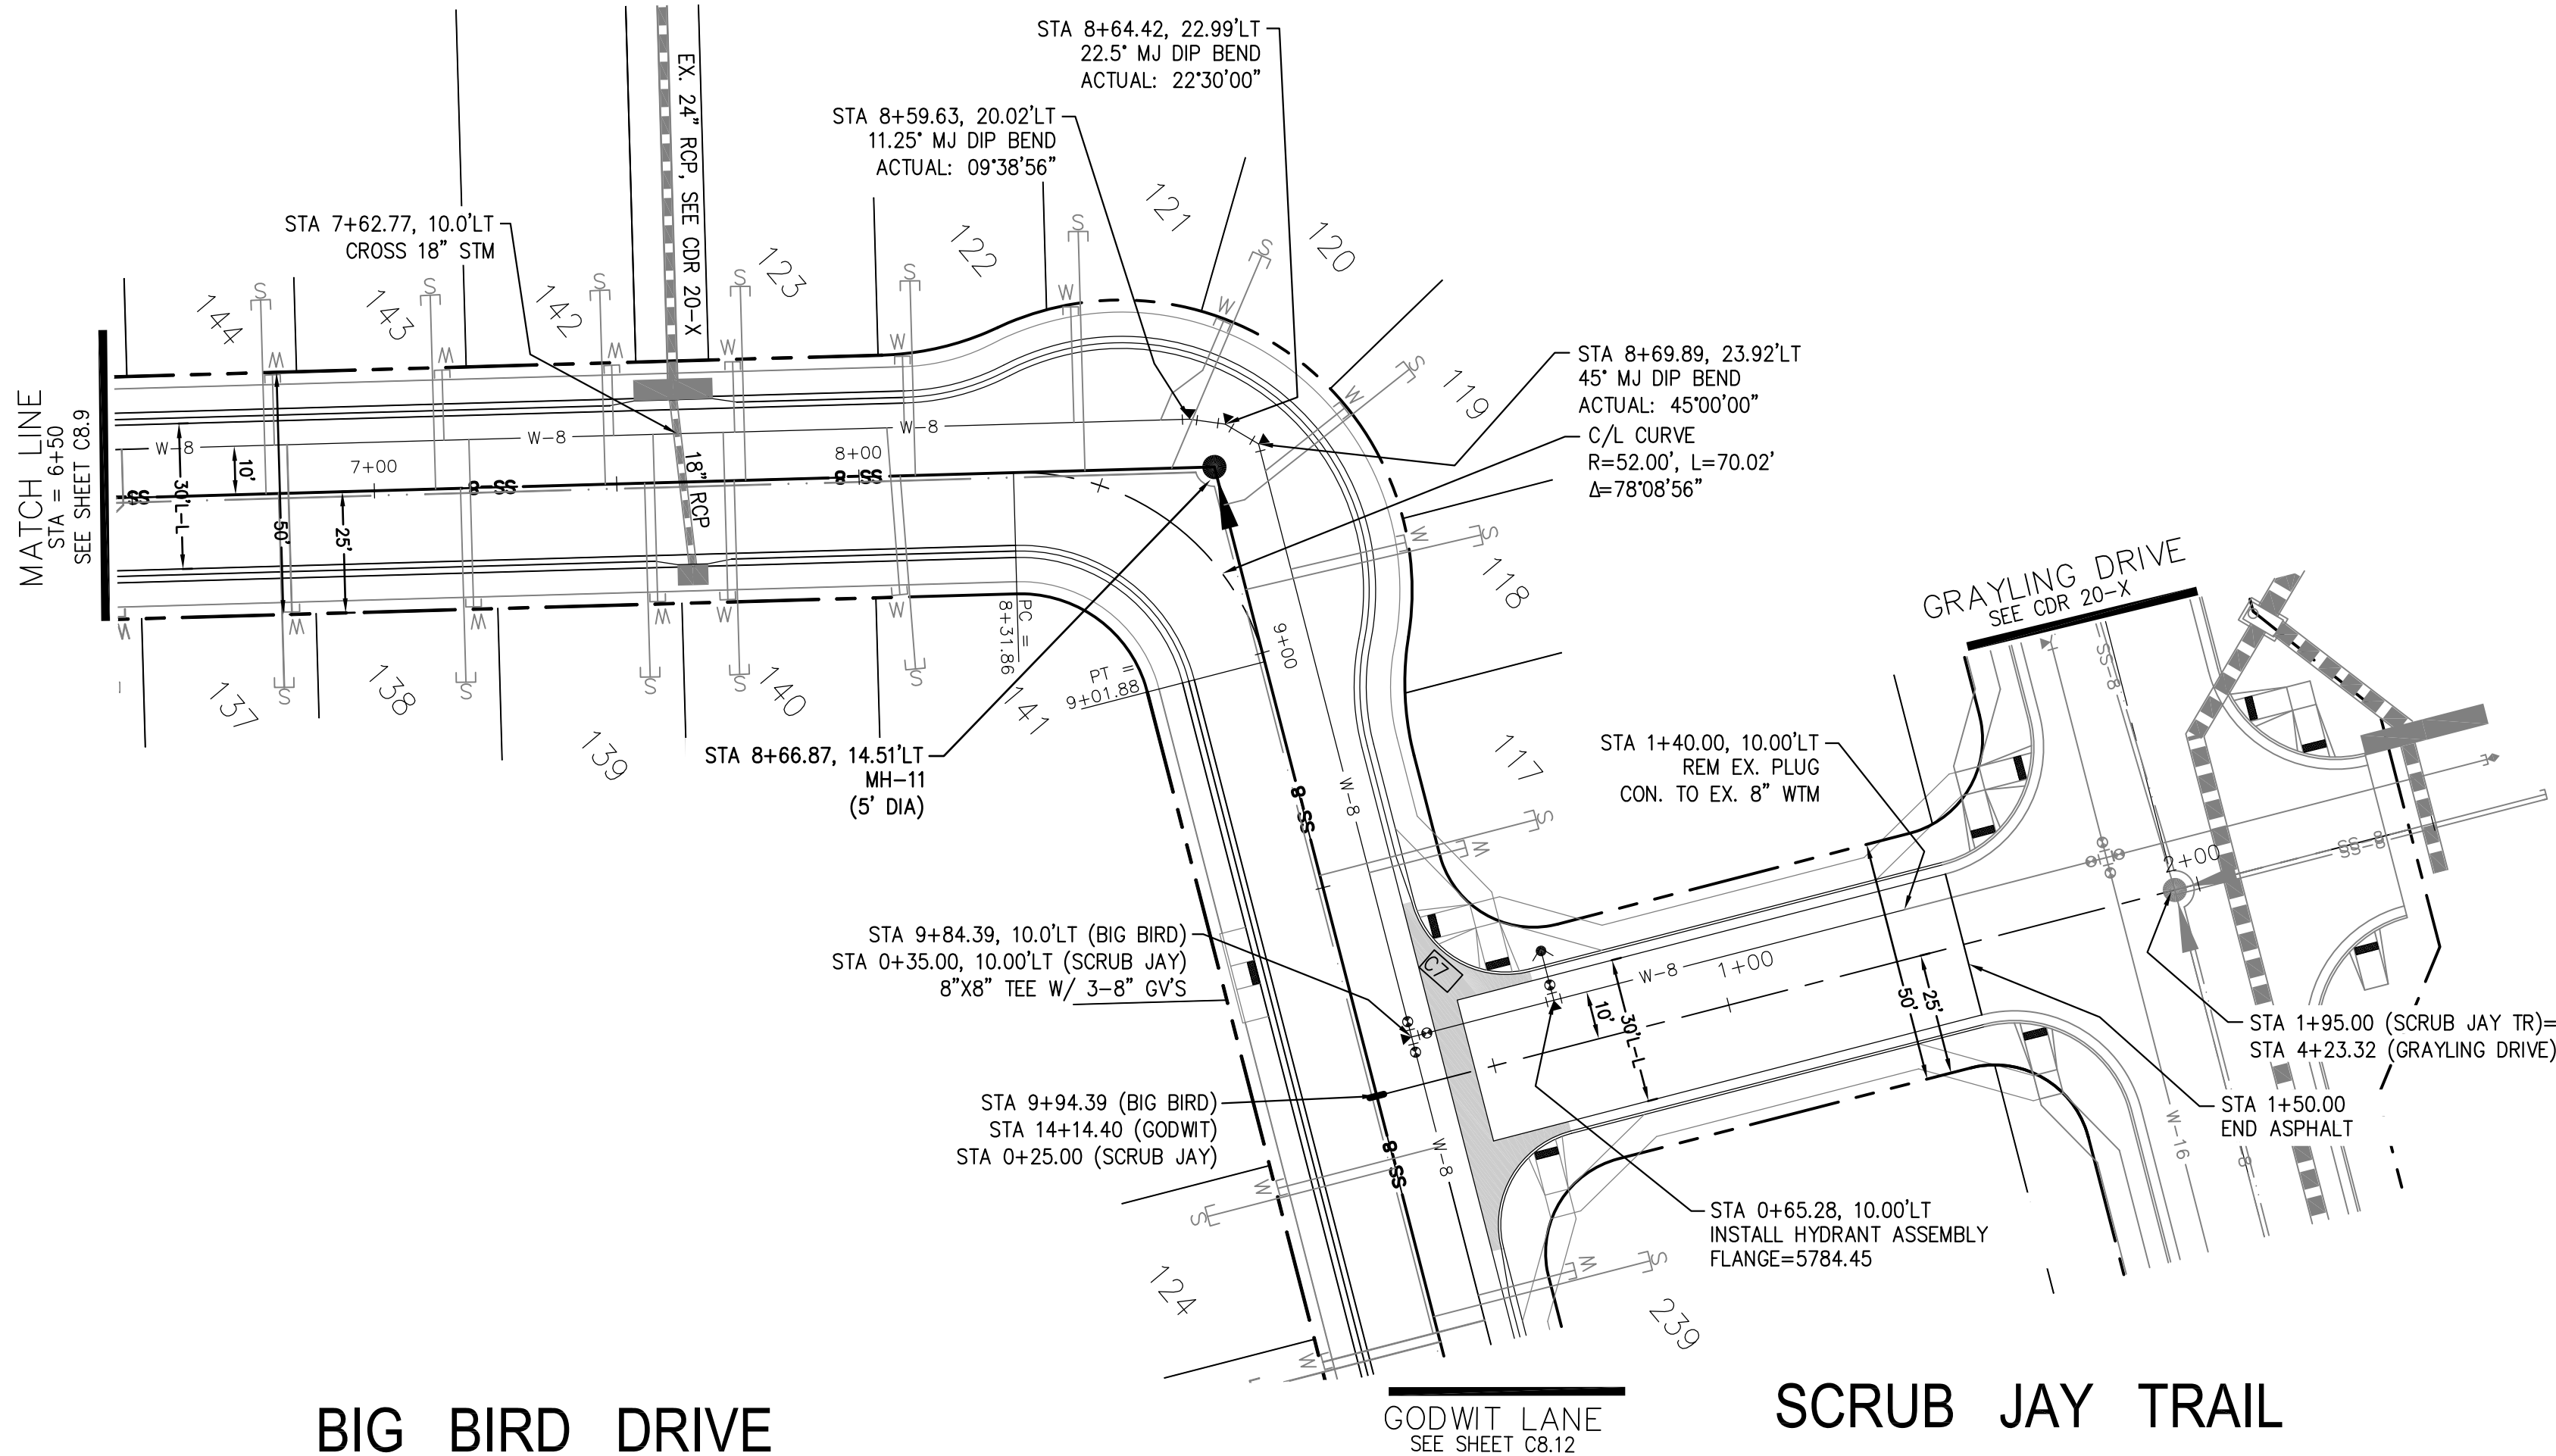 STA 8+64.42, 22.99'LT
22.5° MJ DIP BEND
ACTUAL: 22°30'00"
STA 8+59.63, 20.02'LT
11.25° MJ DIP BEND
ACTUAL: 09°38'56"
EX. 24" RCP, SEE CDR 20-X
STA 7+62.77, 10.0'LT
CROSS 18" STM
144
143
142
123
122
121
120
119
118
117
S
S
S
S
S
S
S
S
S
S
W
W
W
W
W
W
W
W
W
W
MATCH LINE
STA = 6+50
SEE SHEET C8.9
STA 8+69.89, 23.92'LT
45° MJ DIP BEND
ACTUAL: 45°00'00"
C/L CURVE
R=52.00', L=70.02'
Δ=78°08'56"
W-8
W-8
W-8
10'
7+00
8+00
SS
8-SS
8-SS
30'L-L
50'
25'
18" RCP
PC =
8+31.86
PT =
9+01.88
9+00
W
W
W
W
W
W
S
S
S
S
S
137
138
139
140
141
STA 8+66.87, 14.51'LT
MH-11
(5' DIA)
8-SS
W-8
GRAYLING DRIVE
SEE CDR 20-X
SS-8
STA 1+40.00, 10.00'LT
REM EX. PLUG
CON. TO EX. 8" WTM
2+00
SS-8
STA 9+84.39, 10.0'LT (BIG BIRD)
STA 0+35.00, 10.00'LT (SCRUB JAY)
8"X8" TEE W/ 3-8" GV'S
C7
W-8
1+00
10'
30'L-L
50'
25'
STA 1+95.00 (SCRUB JAY TR)=
STA 4+23.32 (GRAYLING DRIVE)
STA 9+94.39 (BIG BIRD)
STA 14+14.40 (GODWIT)
STA 0+25.00 (SCRUB JAY)
STA 1+50.00
END ASPHALT
W-16
8
8-SS
W-8
STA 0+65.28, 10.00'LT
INSTALL HYDRANT ASSEMBLY
FLANGE=5784.45
W
S
W
S
W
124
239
BIG BIRD DRIVE
GODWIT LANE
SEE SHEET C8.12
SCRUB JAY TRAIL